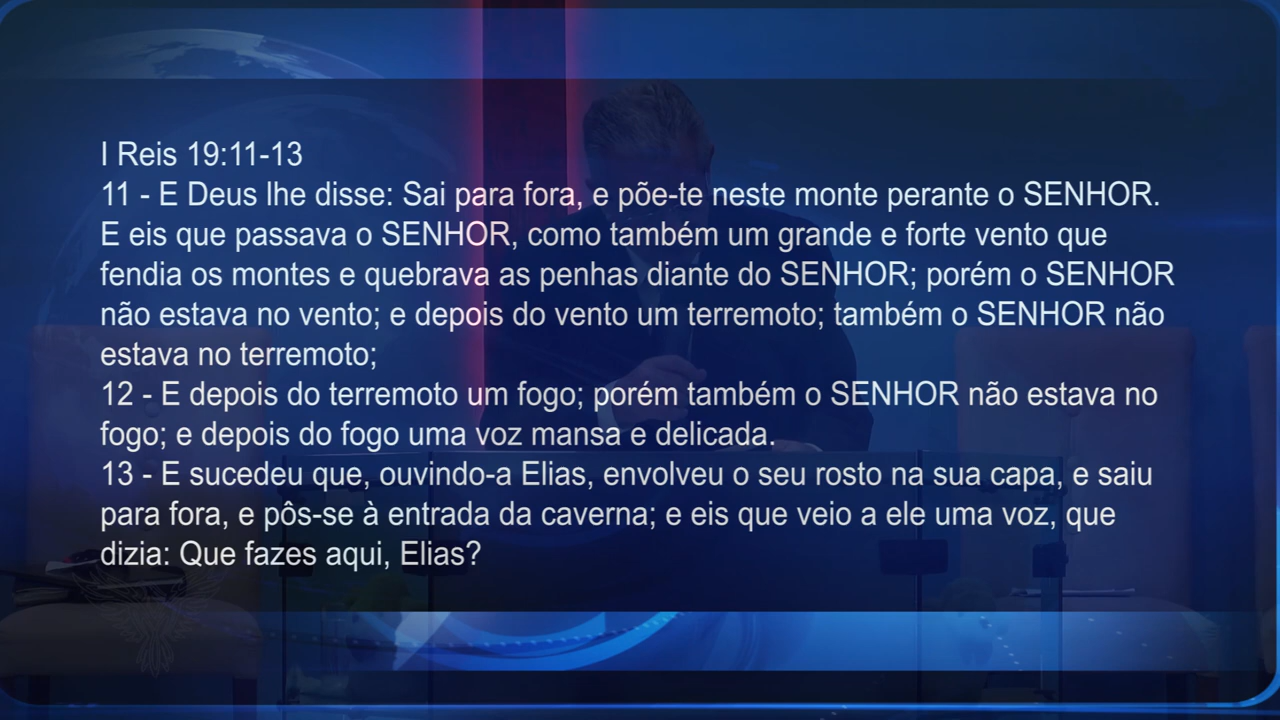 I Reis 19:11-13
11 - E Deus lhe disse: Sai para fora, e põe-te neste monte perante o SENHOR.
E eis que passava o SENHOR, como também um grande e forte vento que
fendia os montes e quebrava as penhas diante do SENHOR; porém o SENHOR
não estava no vento; e depois do vento um terremoto; também o SENHOR não
estava no terremoto;
12 - E depois do terremoto um fogo; porém também o SENHOR não estava no
fogo; e depois do fogo uma voz mansa e delicada.
13 - E sucedeu que, ouvindo-a Elias, envolveu o seu rosto na sua capa, e saiu
para fora, e pôs-se à entrada da caverna; e eis que veio a ele uma voz, que
dizia: Que fazes aqui, Elias?